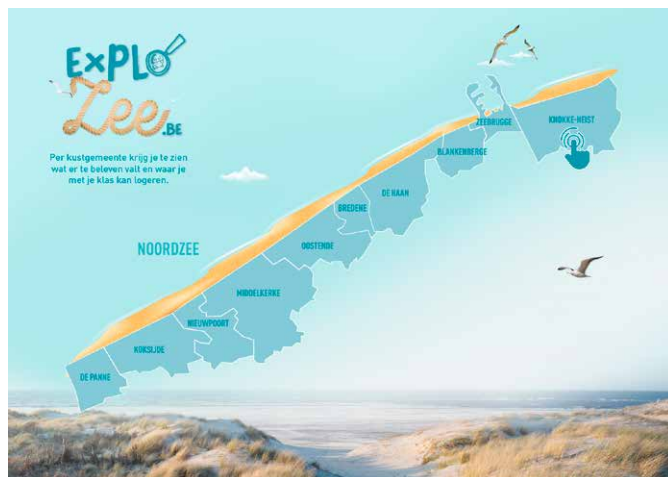 EXPLO
Zee.BE
Per kustgemeente krijg je te zien
wat er te beleven valt en waar je
met je klas kan logeren.
ZEEBRUGGE
KNOKKE-HEIST
BLANKENBERGE
DE HAAN
BREDENE
OOSTENDE
NOORDZEE
MIDDELKERKE
NIEUWPOORT
KOKSIJDE
DE PANNE